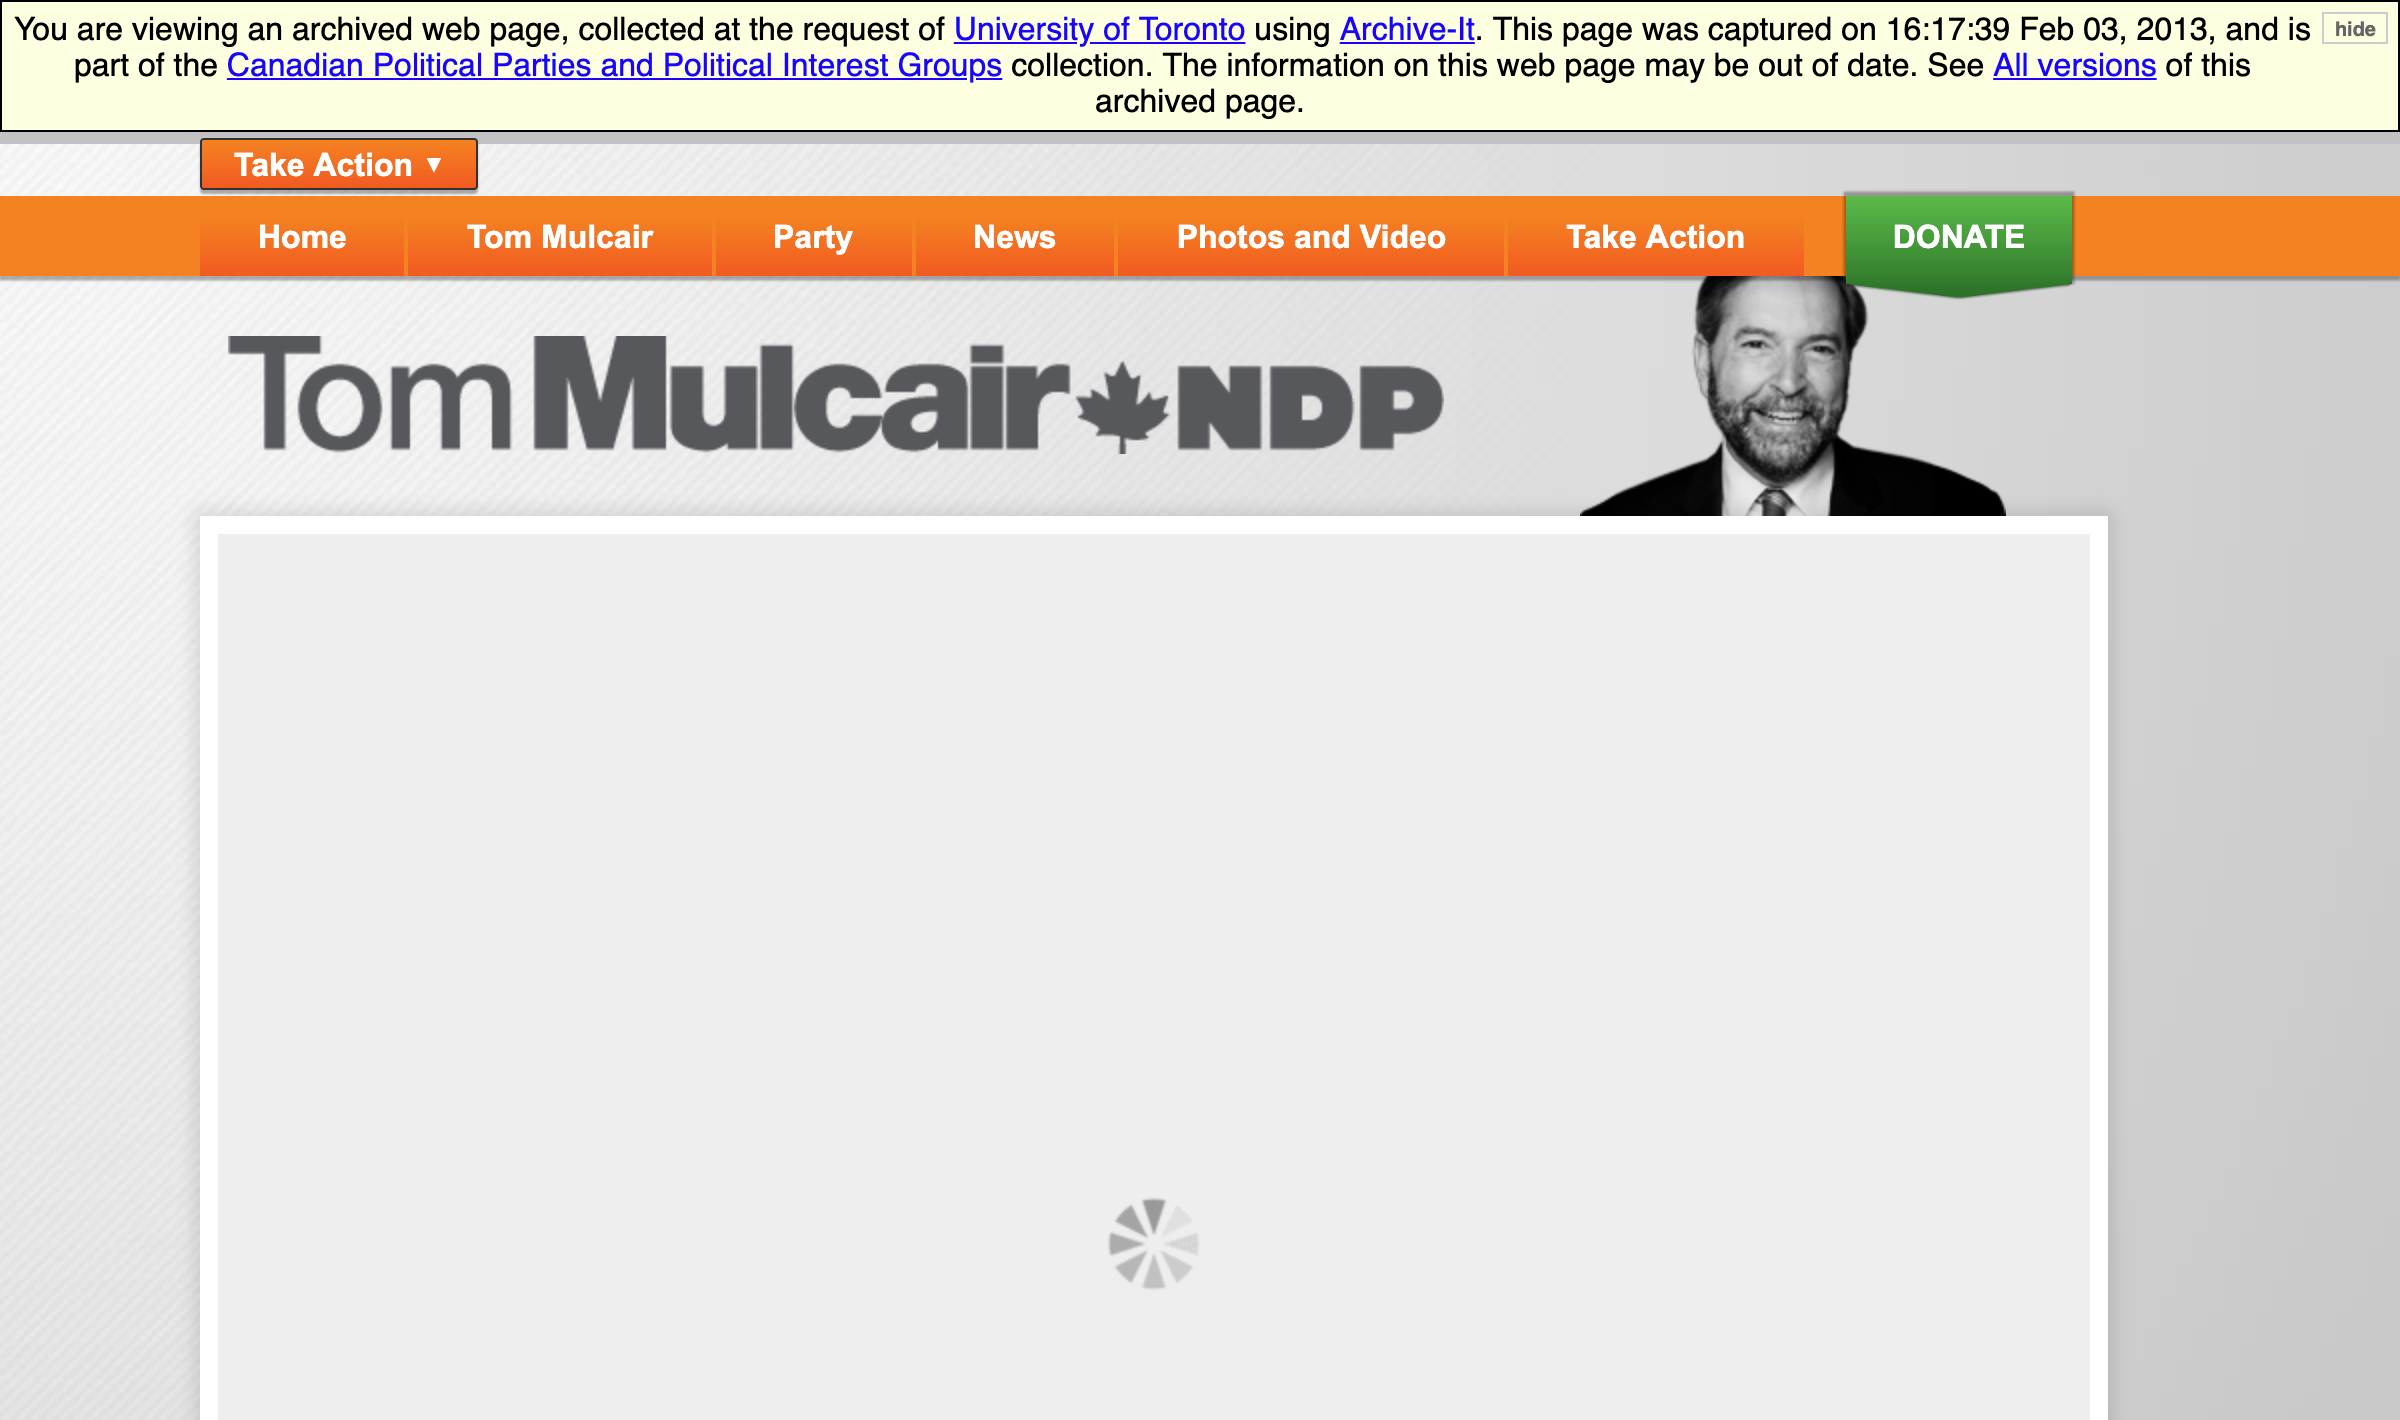 You are viewing an archived web page, collected at the request of University of Toronto using Archive-It. This page was captured on 16:17:39 Feb 03, 2013, and is hide
part of the Canadian Political Parties and Political Interest Groups collection. The information on this web page may be out of date. See All versions of this
archived page.
Take Action ▼
Home Tom Mulcair Party News Photos and Video Take Action DONATE
Tom Mulcair NDP